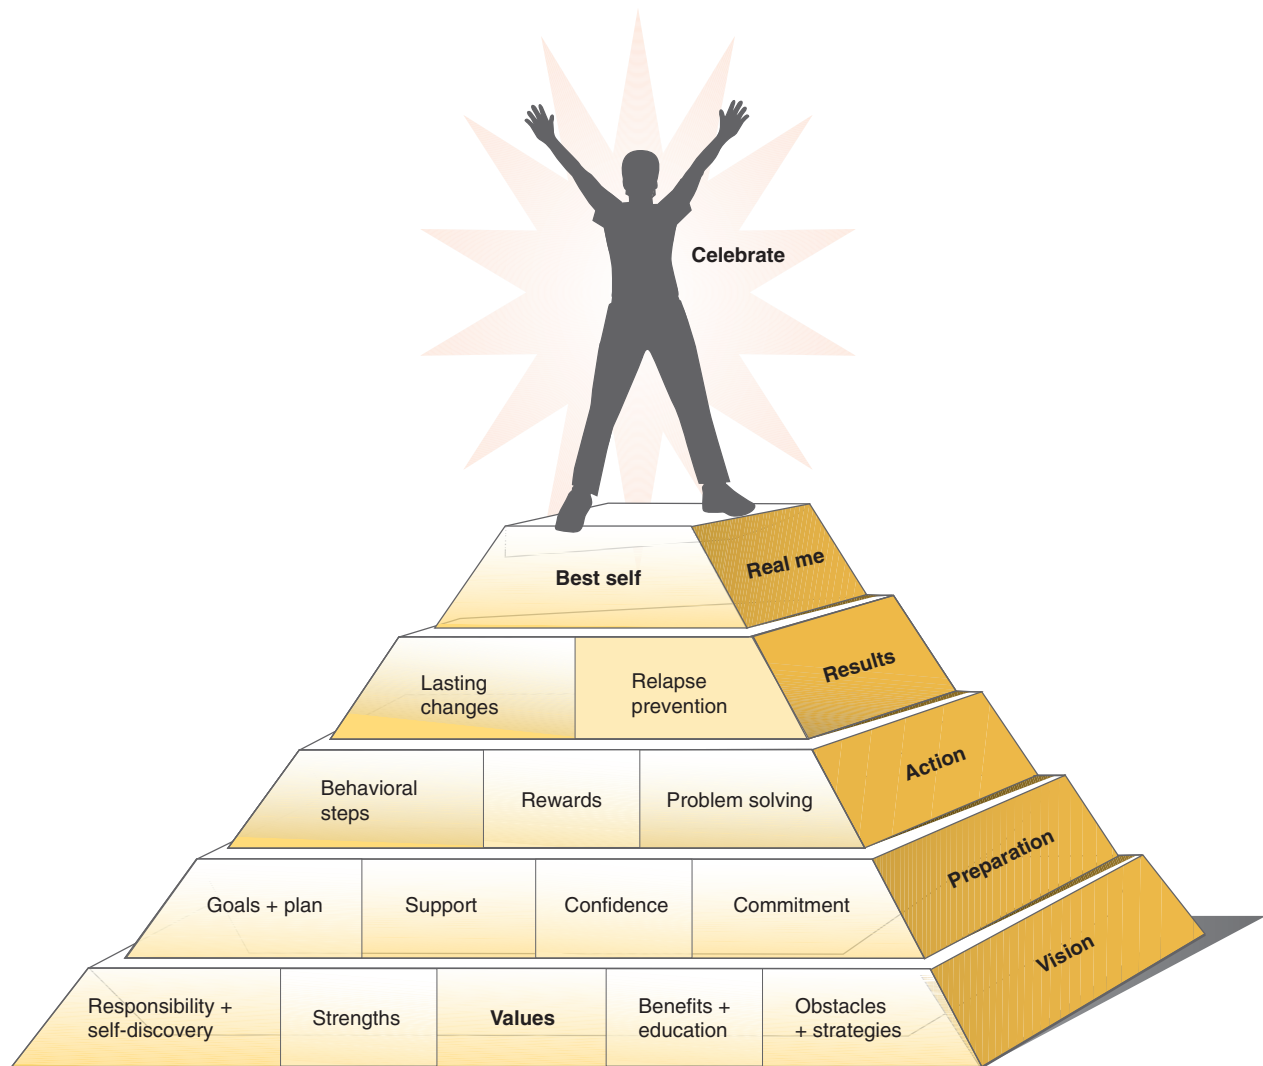 Celebrate
Best self
Real me
Lasting
changes
Relapse
prevention
Results
Behavioral
steps
Rewards
Problem solving
Action
Goals + plan
Support
Confidence
Commitment
Preparation
Responsibility +
self-discovery
Strengths
Values
Benefits +
education
Obstacles
+ strategies
Vision